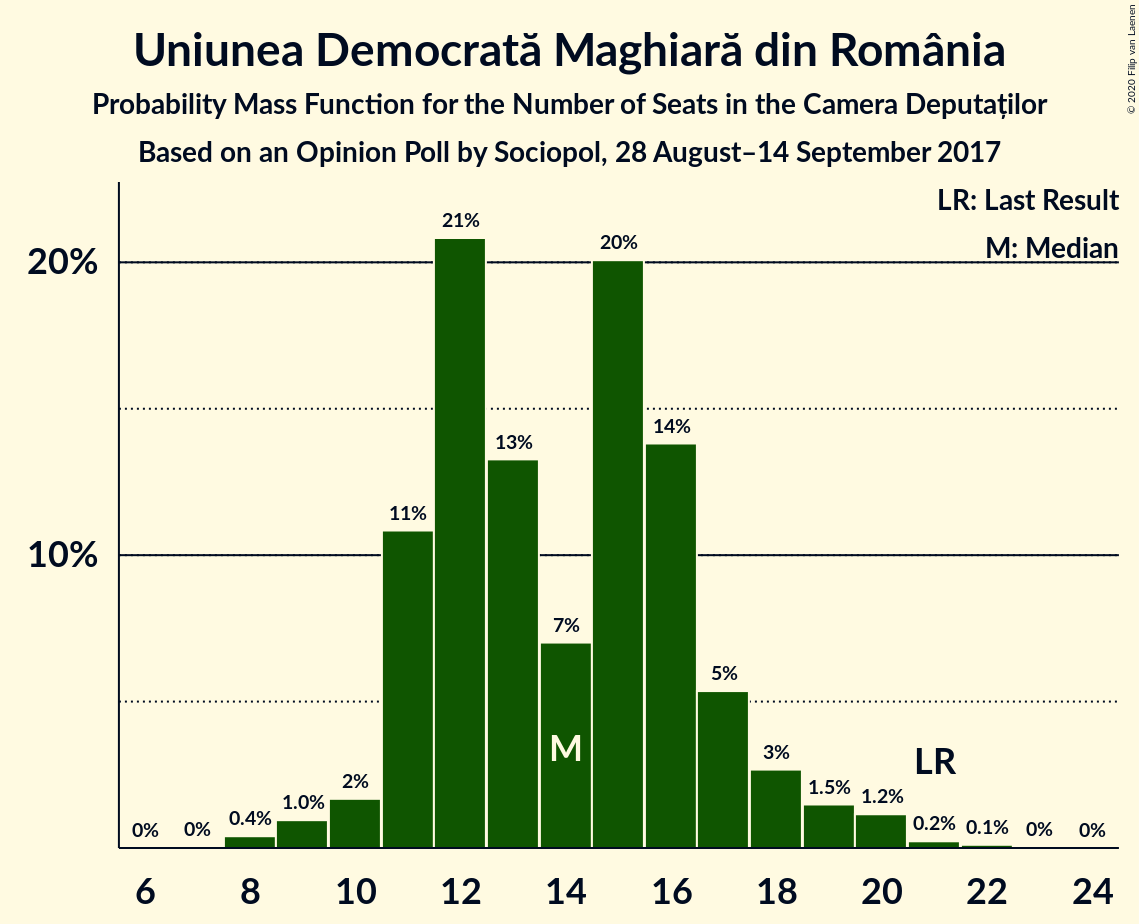 Uniunea Democrată Maghiară din România
Probability Mass Function for the Number of Seats in the Camera Deputaților
Based on an Opinion Poll by Sociopol, 28 August–14 September 2017
© 2020 Filip van Laenen
LR: Last Result
M: Median
20%
10%
0% 0% 0.4% 1.0% 2% 11% 21% 13% 7% 20% 14% 5% 3% 1.5% 1.2% 0.2% 0.1% 0% 0%
M
LR
6 8 10 12 14 16 18 20 22 24